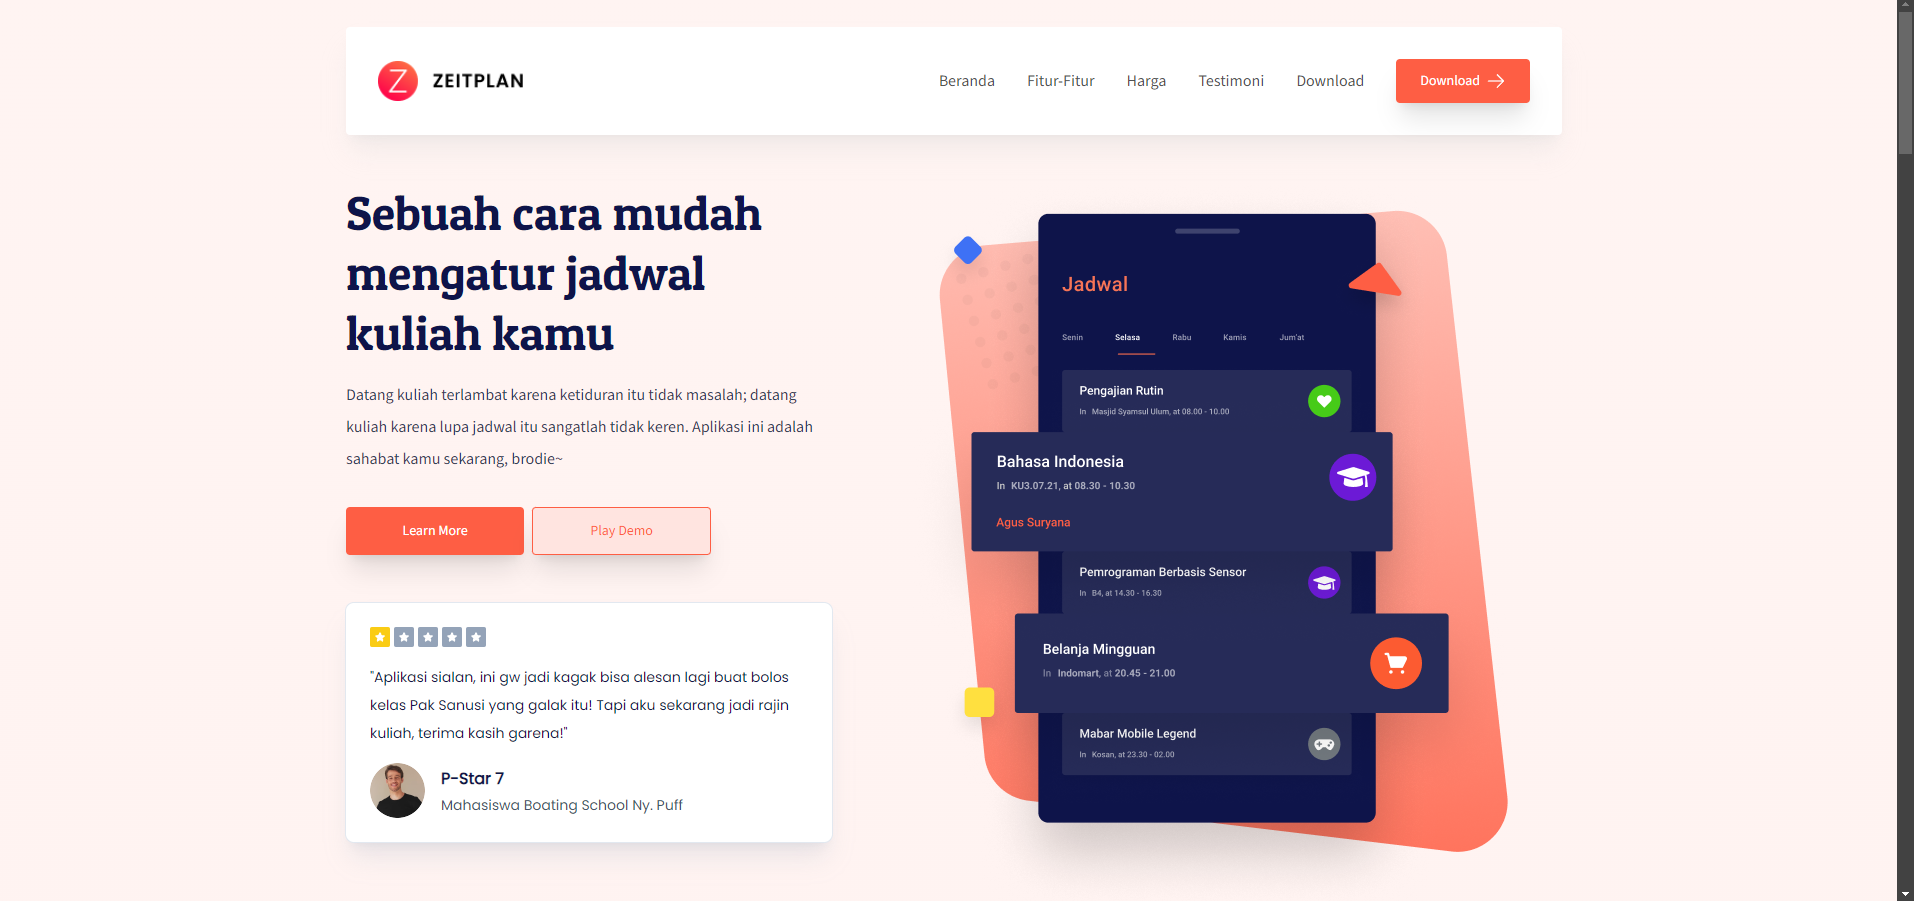 Z ZEITPLAN
Beranda Fitur-Fitur Harga Testimoni Download Download
Sebuah cara mudah
mengatur jadwal
kuliah kamu
Datang kuliah terlambat karena ketiduran itu tidak masalah; datang
kuliah karena lupa jadwal itu sangatlah tidak keren. Aplikasi ini adalah
sahabat kamu sekarang, brodie~
Learn More Play Demo
"Aplikasi sialan, ini gw jadi kagak bisa alesan lagi buat bolos
kelas Pak Sanusi yang galak itu! Tapi aku sekarang jadi rajin
kuliah, terima kasih garena!"
P-Star 7
Mahasiswa Boating School Ny. Puff
Jadwal
Senin Selasa Rabu Kamis Jum'at
Pengajian Rutin
In Masjid Syamsul Ulum, at 08.00 - 10.00
Bahasa Indonesia
In KU3.07.21, at 08.30 - 10.30
Agus Suryana
Pemrograman Berbasis Sensor
In B4, at 14.30 - 16.30
Belanja Mingguan
In Indomart, at 20.45 - 21.00
Mabar Mobile Legend
In Kosan, at 23.30 - 02.00